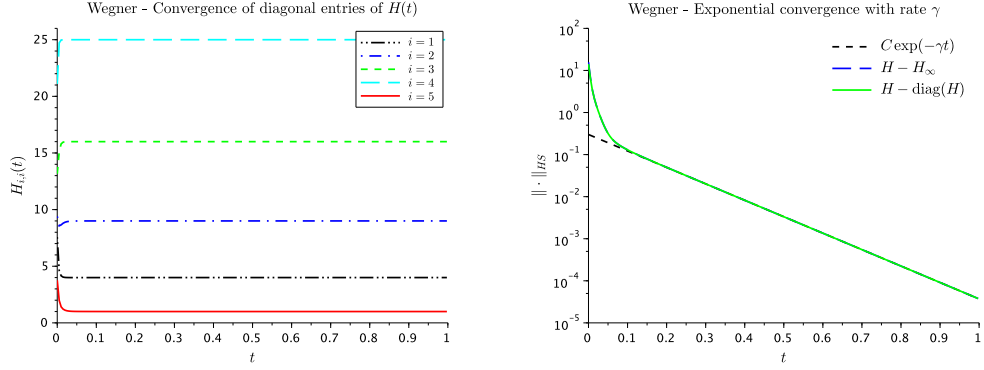 Wegner - Convergence of diagonal entries of H(t)
25
20
15
10
5
0
H_{i,i}(t)
0 0.1 0.2 0.3 0.4 0.5 0.6 0.7 0.8 0.9 1
t
i = 1
i = 2
i = 3
i = 4
i = 5
Wegner - Exponential convergence with rate γ
10^2
10^1
10^0
10^{-1}
10^{-2}
10^{-3}
10^{-4}
10^{-5}
‖ · ‖_{HS}
0 0.1 0.2 0.3 0.4 0.5 0.6 0.7 0.8 0.9 1
t
C exp(−γt)
H − H_∞
H − diag(H)